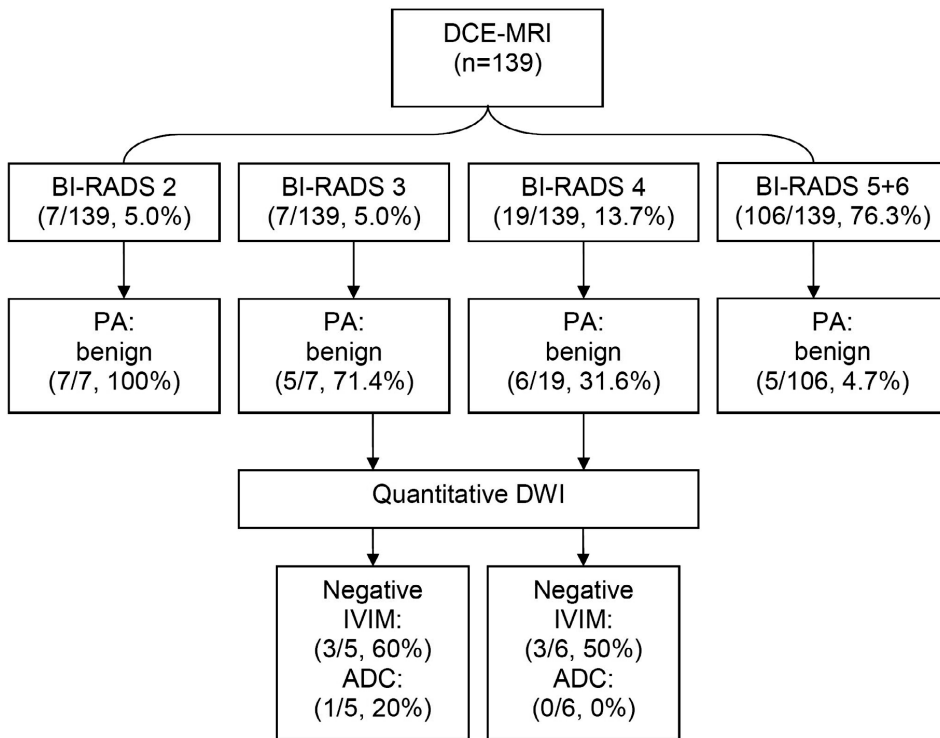 DCE-MRI
(n=139)
BI-RADS 2
(7/139, 5.0%)
BI-RADS 3
(7/139, 5.0%)
BI-RADS 4
(19/139, 13.7%)
BI-RADS 5+6
(106/139, 76.3%)
PA:
benign
(7/7, 100%)
PA:
benign
(5/7, 71.4%)
PA:
benign
(6/19, 31.6%)
PA:
benign
(5/106, 4.7%)
Quantitative DWI
Negative
IVIM:
(3/5, 60%)
ADC:
(1/5, 20%)
Negative
IVIM:
(3/6, 50%)
ADC:
(0/6, 0%)